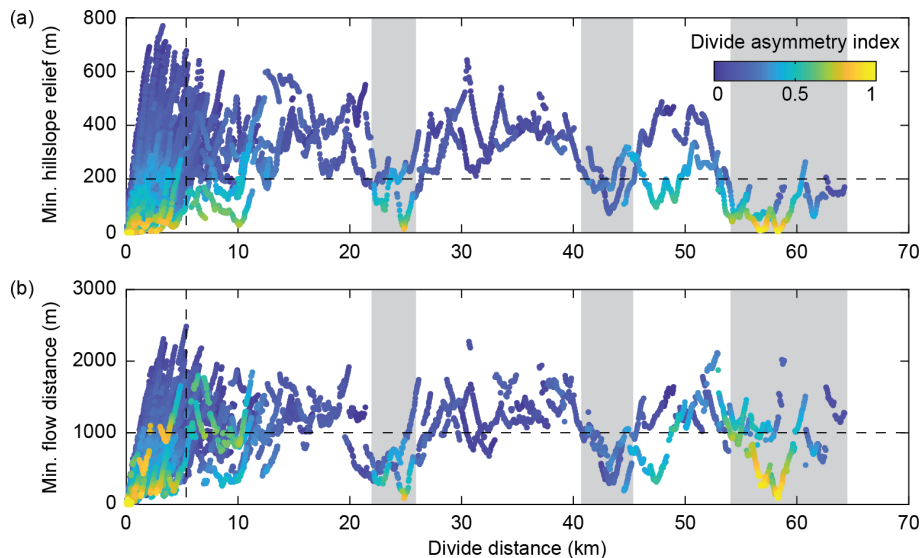 (a)
800
600
400
200
0
Min. hillslope relief (m)
Divide asymmetry index
0 0.5 1
0 10 20 30 40 50 60 70
(b)
3000
2000
1000
0
Min. flow distance (m)
0 10 20 30 40 50 60 70
Divide distance (km)